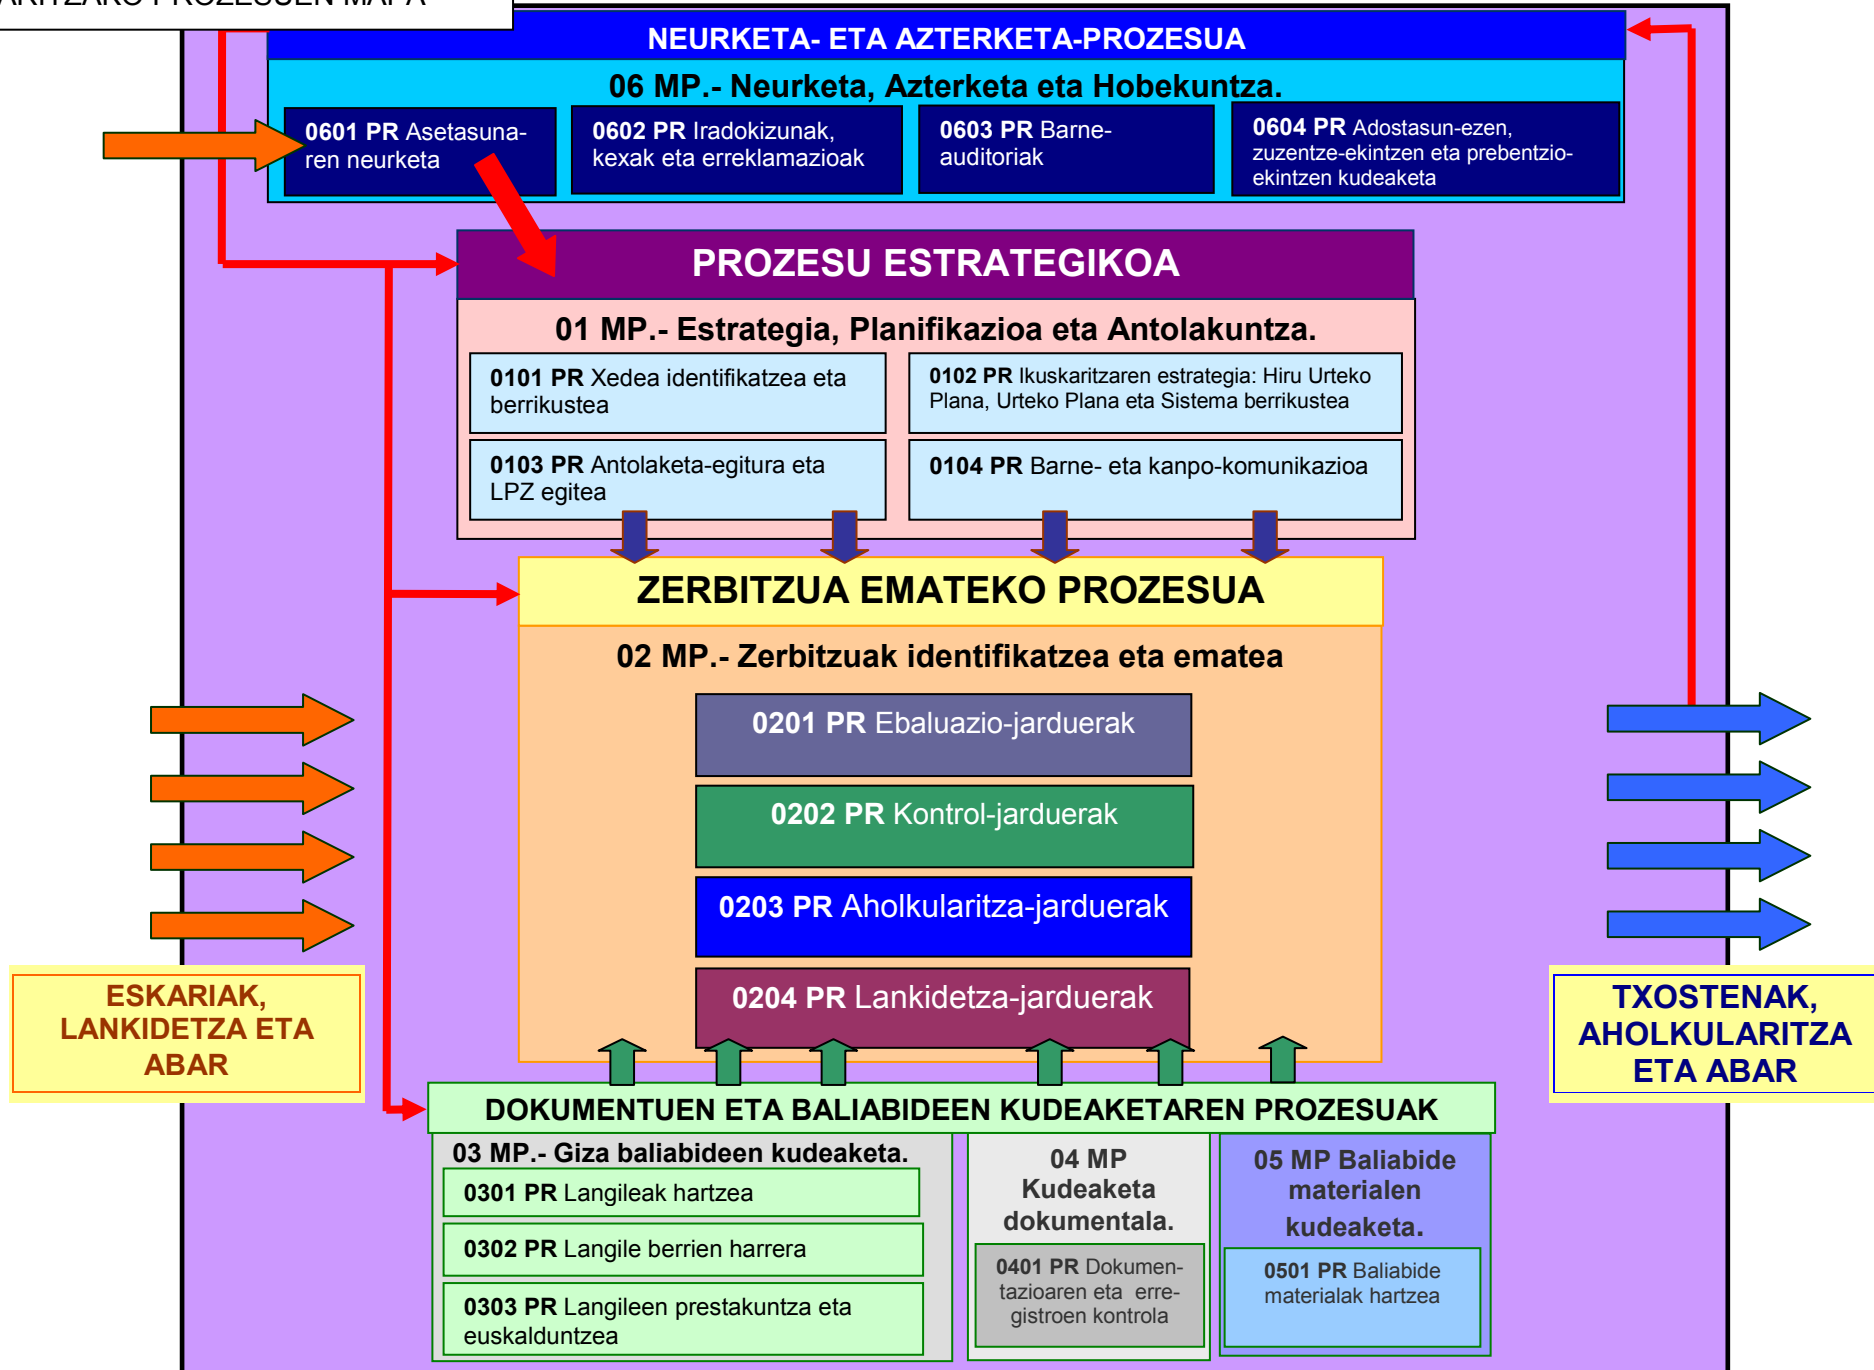 PROZESUEN MAPA
NEURKETA- ETA AZTERKETA-PROZESUA
06 MP.- Neurketa, Azterketa eta Hobekuntza.
0601 PR Asetasuna-
ren neurketa
0602 PR Iradokizunak,
kexak eta erreklamazioak
0603 PR Barne-
auditoriak
0604 PR Adostasun-ezen,
zuzentze-ekintzen eta prebentzio-
ekintzen kudeaketa
PROZESU ESTRATEGIKOA
01 MP.- Estrategia, Planifikazioa eta Antolakuntza.
0101 PR Xedea identifikatzea eta
berrikustea
0102 PR Ikuskaritzaren estrategia: Hiru Urteko
Plana, Urteko Plana eta Sistema berrikustea
0103 PR Antolaketa-egitura eta
LPZ egitea
0104 PR Barne- eta kanpo-komunikazioa
ZERBITZUA EMATEKO PROZESUA
02 MP.- Zerbitzuak identifikatzea eta ematea
0201 PR Ebaluazio-jarduerak
0202 PR Kontrol-jarduerak
0203 PR Aholkularitza-jarduerak
0204 PR Lankidetza-jarduerak
ESKARIAK,
LANKIDETZA ETA
ABAR
TXOSTENAK,
AHOLKULARITZA
ETA ABAR
DOKUMENTUEN ETA BALIABIDEEN KUDEAKETAREN PROZESUAK
03 MP.- Giza baliabideen kudeaketa.
0301 PR Langileak hartzea
0302 PR Langile berrien harrera
0303 PR Langileen prestakuntza eta
euskalduntzea
04 MP
Kudeaketa
dokumentala.
0401 PR Dokumen-
tazioaren eta erre-
gistroen kontrola
05 MP Baliabide
materialen
kudeaketa.
0501 PR Baliabide
materialak hartzea